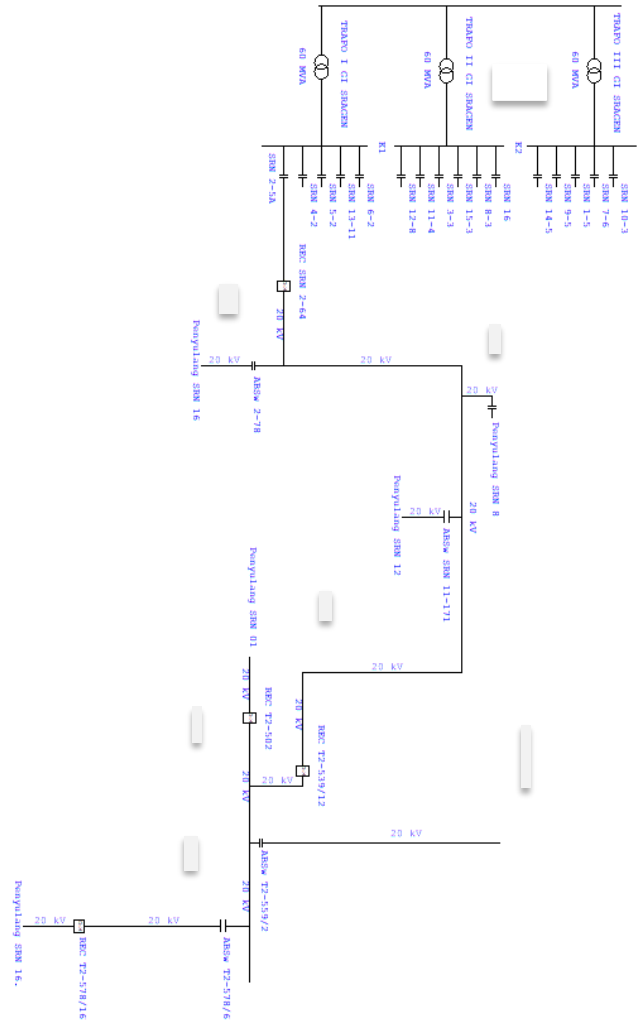 TRAFO I GI SRAGEN
60 MVA
TRAFO II GI SRAGEN
60 MVA
TRAFO III GI SRAGEN
60 MVA
K1
K2
SRN 2-5A
SRN 4-2
SRN 5-2
SRN 13-11
SRN 6-2
SRN 12-8
SRN 11-4
SRN 3-3
SRN 15-3
SRN 8-3
SRN 16
SRN 14-5
SRN 9-5
SRN 1-5
SRN 7-6
SRN 10-3
REC SRN 2-64
20 kV
20 kV
20 kV
Penyulang SRN 16
ABSw 2-78
20 kV
Penyulang SRN 8
20 kV
20 kV
Penyulang SRN 12
ABSw SRN 11-171
Penyulang SRN 01
20 kV
20 kV
20 kV
REC T2-502
REC T2-539/12
20 kV
20 kV
20 kV
ABSw T2-559/2
20 kV
Penyulang SRN 16.
20 kV
20 kV
REC T2-578/16
ABSw T2-578/6